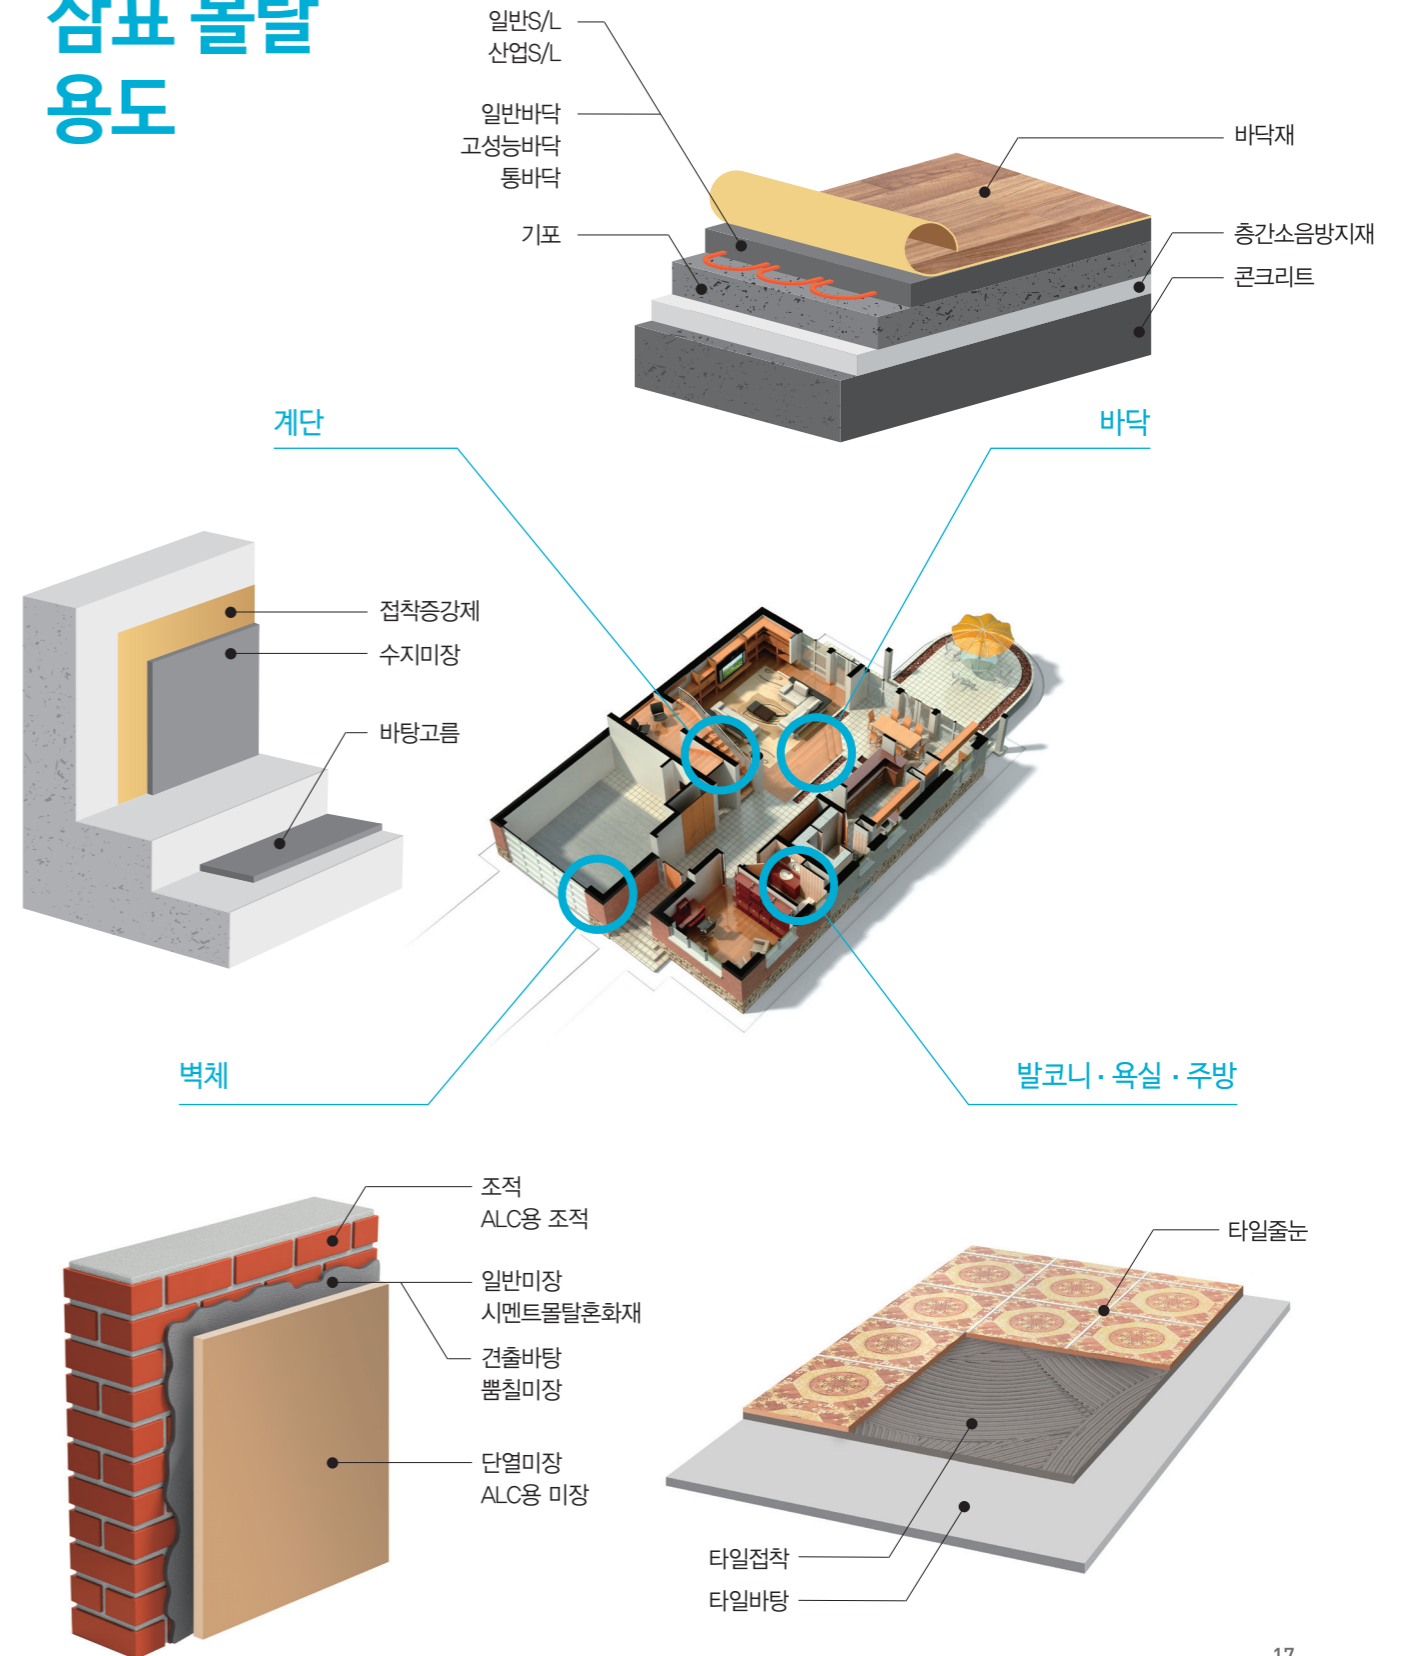 삼표 몰탈
용도
일반S/L
산업S/L
일반바닥
고성능바닥
통바닥
기포
바닥재
층간소음방지재
콘크리트
계단
바닥
접착증강제
수지미장
바탕고름
벽체
발코니 · 욕실 · 주방
조적
ALC용 조적
일반미장
시멘트몰탈혼화재
견출바탕
뿜칠미장
단열미장
ALC용 미장
타일줄눈
타일접착
타일바탕
17